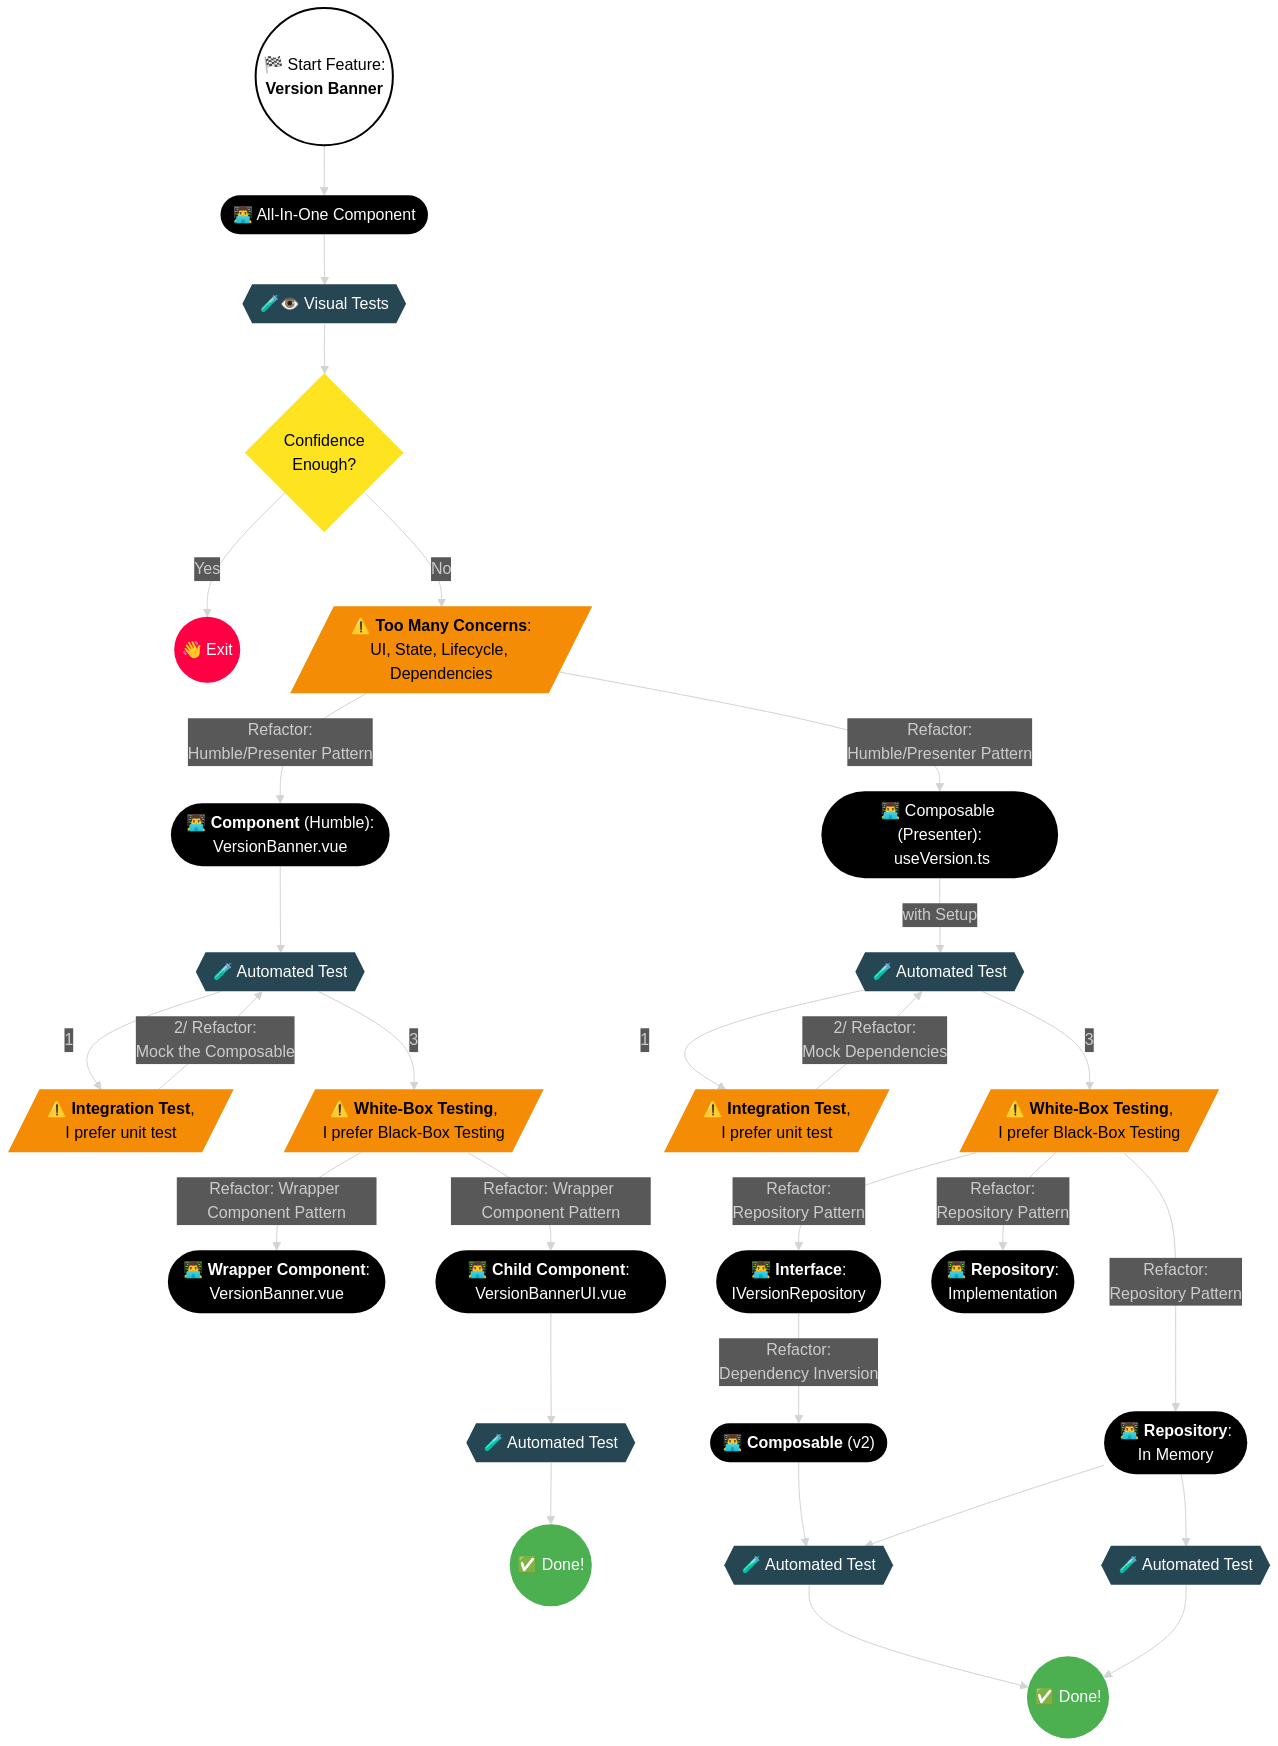 🏁 Start Feature:
Version Banner
👨‍💻 All-In-One Component
🧪👁️ Visual Tests
Confidence
Enough?
Yes
No
👋 Exit
⚠️ Too Many Concerns:
UI, State, Lifecycle,
Dependencies
Refactor:
Humble/Presenter Pattern
Refactor:
Humble/Presenter Pattern
👨‍💻 Component (Humble):
VersionBanner.vue
👨‍💻 Composable
(Presenter):
useVersion.ts
with Setup
🧪 Automated Test
🧪 Automated Test
1
2/ Refactor:
Mock the Composable
3
1
2/ Refactor:
Mock Dependencies
3
⚠️ Integration Test,
I prefer unit test
⚠️ White-Box Testing,
I prefer Black-Box Testing
⚠️ Integration Test,
I prefer unit test
⚠️ White-Box Testing,
I prefer Black-Box Testing
Refactor: Wrapper
Component Pattern
Refactor: Wrapper
Component Pattern
Refactor:
Repository Pattern
Refactor:
Repository Pattern
Refactor:
Repository Pattern
👨‍💻 Wrapper Component:
VersionBanner.vue
👨‍💻 Child Component:
VersionBannerUI.vue
👨‍💻 Interface:
IVersionRepository
👨‍💻 Repository:
Implementation
Refactor:
Dependency Inversion
🧪 Automated Test
👨‍💻 Composable (v2)
👨‍💻 Repository:
In Memory
✅ Done!
🧪 Automated Test
🧪 Automated Test
✅ Done!